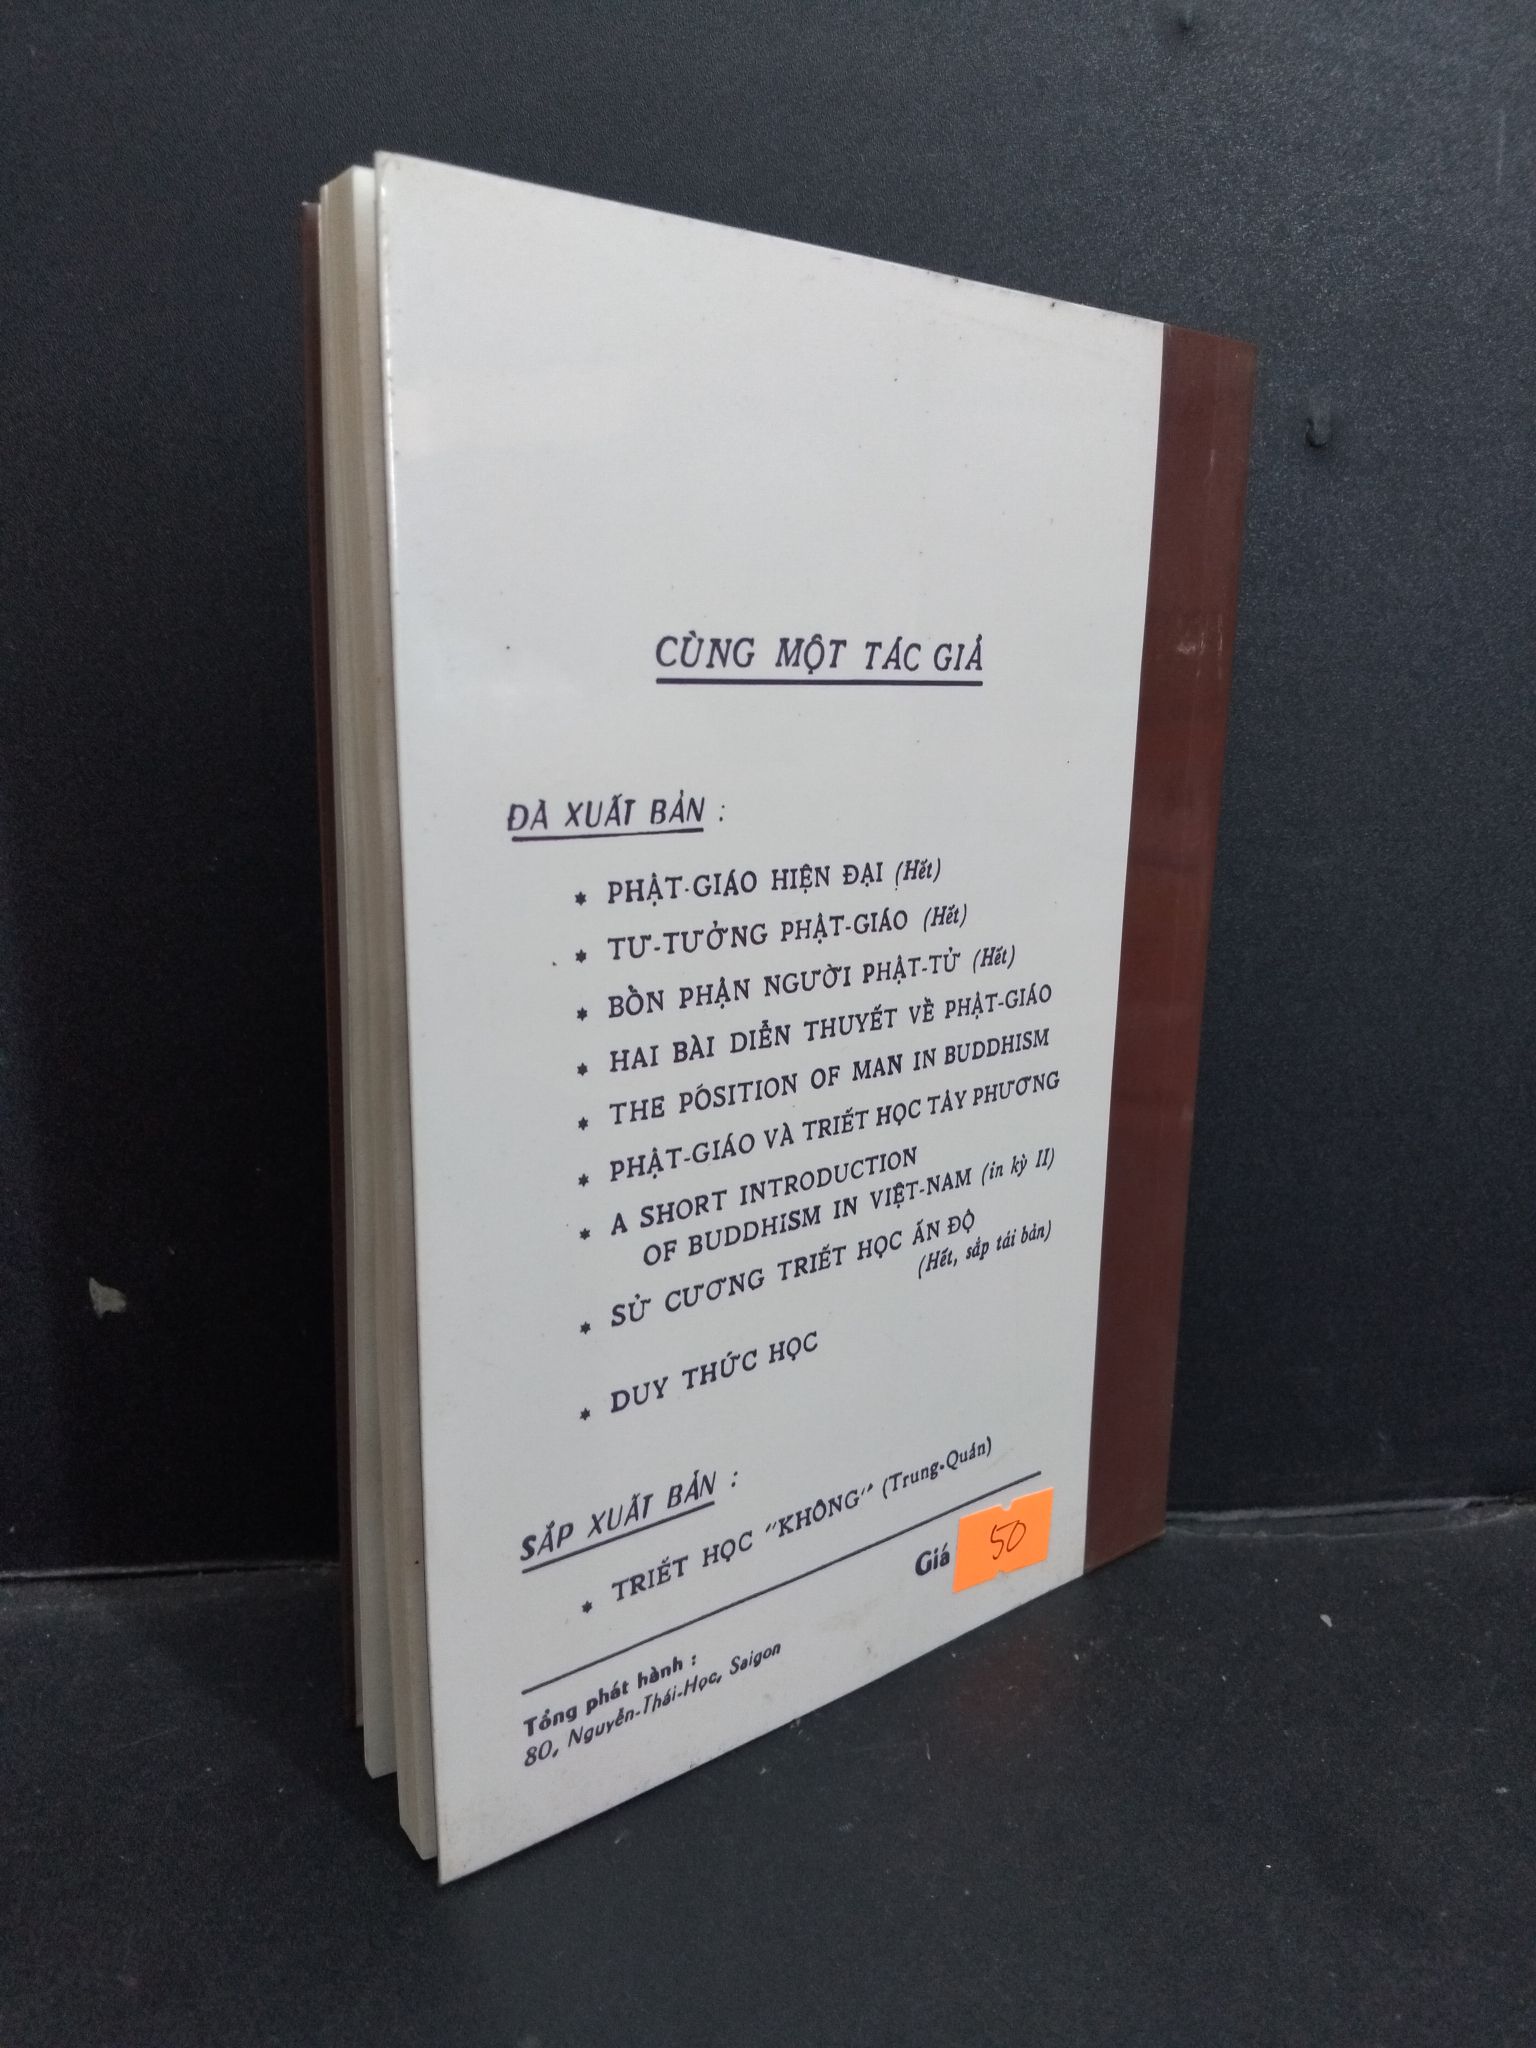 CÙNG MỘT TÁC GIẢ
ĐÀ XUẤT BẢN :
* PHẬT-GIÁO HIỆN ĐẠI (Hết)
* TƯ-TƯỞNG PHẬT-GIÁO (Hết)
* BỒN PHẬN NGƯỜI PHẬT-TỬ (Hết)
* HAI BÀI DIỄN THUYẾT VỀ PHẬT-GIÁO
* THE PÓSITION OF MAN IN BUDDHISM
* PHẬT-GIÁO VÀ TRIẾT HỌC TÂY PHƯƠNG
* A SHORT INTRODUCTION
OF BUDDHISM IN VIỆT-NAM (in kỳ II)
* SỬ CƯƠNG TRIẾT HỌC ẤN ĐỘ
(Hết, sắp tái bản)
* DUY THỨC HỌC
SẮP XUẤT BẢN :
* TRIẾT HỌC "KHÔNG" (Trung-Quán)
Giá 50
Tổng phát hành :
80, Nguyễn-Thái-Học, Saigon